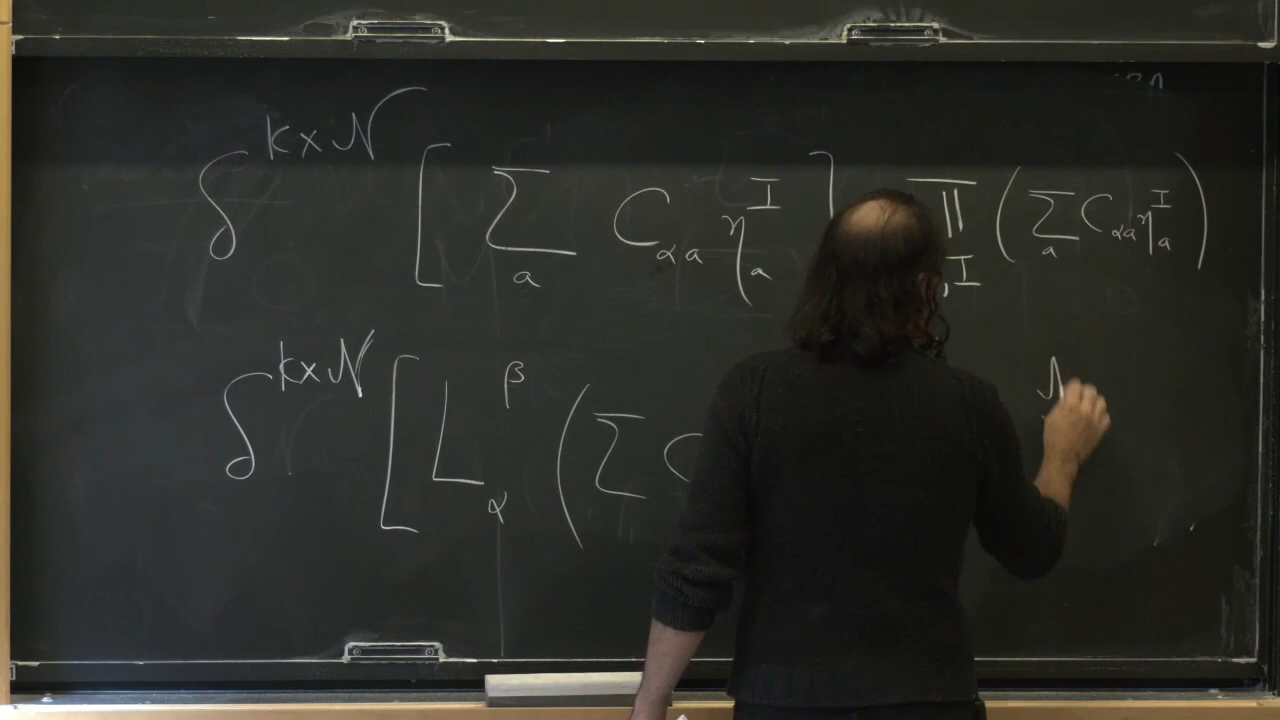 δ^{k×N} [ Σ_a C_{αa} η_a^I ] Π_{,I} ( Σ_a C_{αa} η_a^I )
δ^{k×N} [ L_α^β ( Σ C